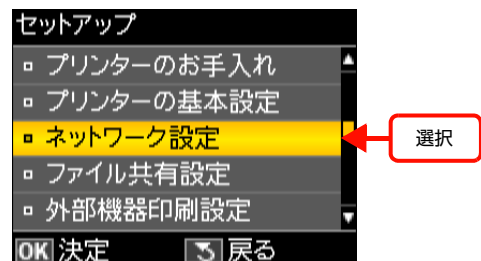 セットアップ
プリンターのお手入れ
プリンターの基本設定
ネットワーク設定
選択
ファイル共有設定
外部機器印刷設定
OK 決定 戻る